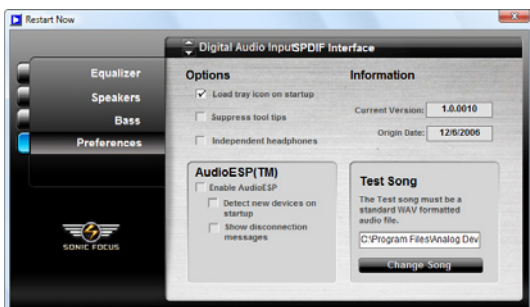 Restart Now
Digital Audio InputSPDIF Interface
Equalizer
Speakers
Bass
Preferences
SONIC FOCUS
Options
Load tray icon on startup
Suppress tool tips
Independent headphones
Information
Current Version: 1.0.0010
Origin Date: 12/6/2006
AudioESP(TM)
Enable AudioESP
Detect new devices on
startup
Show disconnection
messages
Test Song
The Test song must be a
standard WAV formatted
audio file.
C:\Program Files\Analog Dev
Change Song